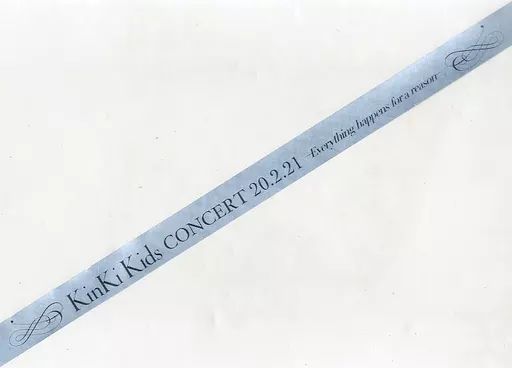 KinKi Kids CONCERT 20.2.21 -Everything happens for a reason-